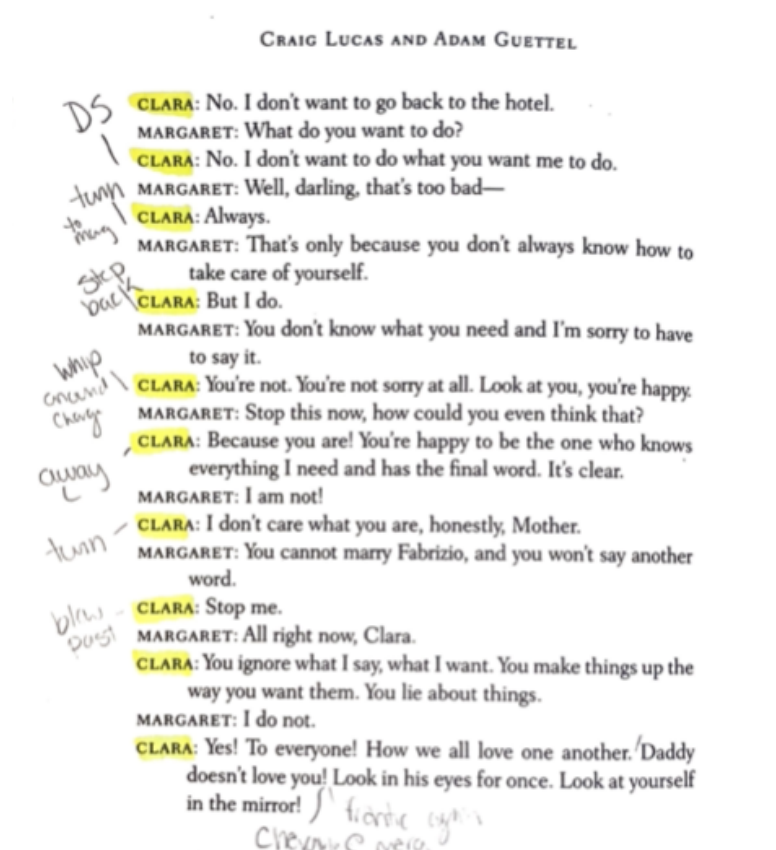 CRAIG LUCAS AND ADAM GUETTEL
DS
CLARA: No. I don't want to go back to the hotel.
MARGARET: What do you want to do?
CLARA: No. I don't want to do what you want me to do.
turn
to
marg
MARGARET: Well, darling, that's too bad—
CLARA: Always.
MARGARET: That's only because you don't always know how to
take care of yourself.
step
back
CLARA: But I do.
MARGARET: You don't know what you need and I'm sorry to have
to say it.
whip
around
charge
CLARA: You're not. You're not sorry at all. Look at you, you're happy.
MARGARET: Stop this now, how could you even think that?
CLARA: Because you are! You're happy to be the one who knows
everything I need and has the final word. It's clear.
away
L
MARGARET: I am not!
turn
CLARA: I don't care what you are, honestly, Mother.
MARGARET: You cannot marry Fabrizio, and you won't say another
word.
blow
past
CLARA: Stop me.
MARGARET: All right now, Clara.
CLARA: You ignore what I say, what I want. You make things up the
way you want them. You lie about things.
MARGARET: I do not.
CLARA: Yes! To everyone! How we all love one another. Daddy
doesn't love you! Look in his eyes for once. Look at yourself
in the mirror!
frantic